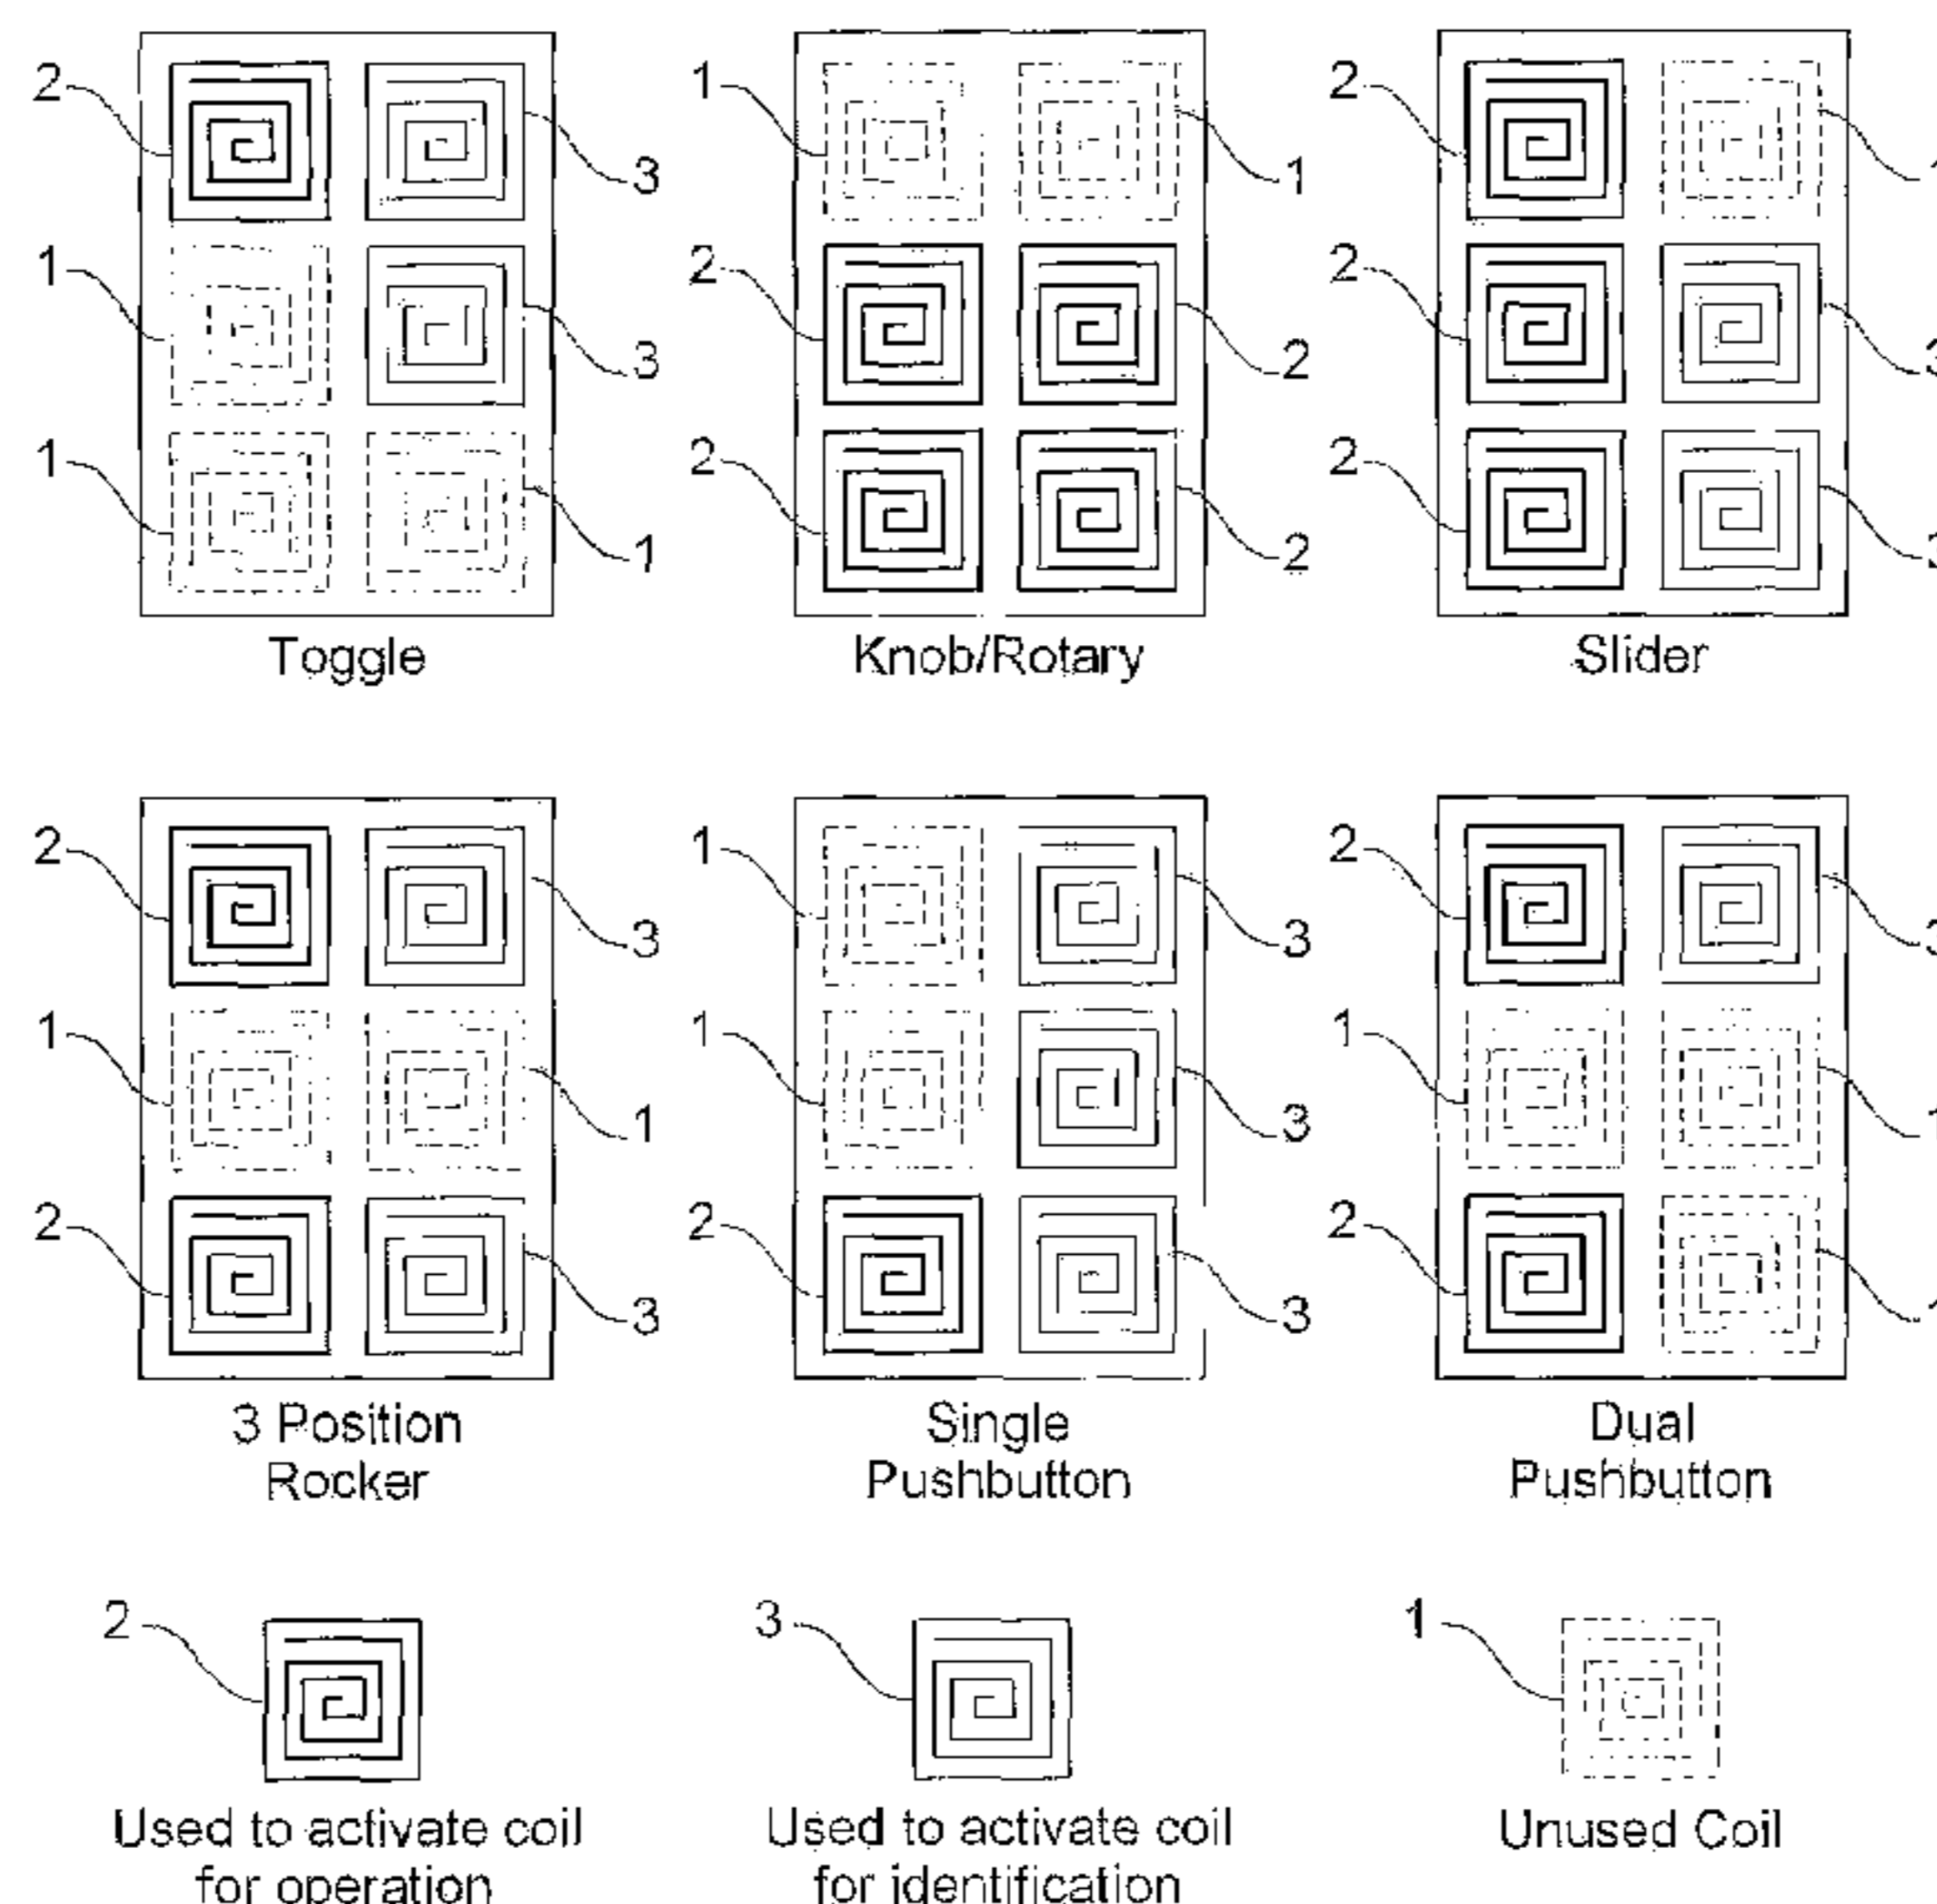 2 3
1 3
1 1
Toggle
1 1
2 2
2 2
Knob/Rotary
2
2
2
Slider
2 3
1 1
2 3
3 Position
Rocker
1 3
1 3
2 3
Single
Pushbutton
2
1
2
Dual
Pushbutton
2
Used to activate coil
for operation
3
Used to activate coil
for identification
1
Unused Coil